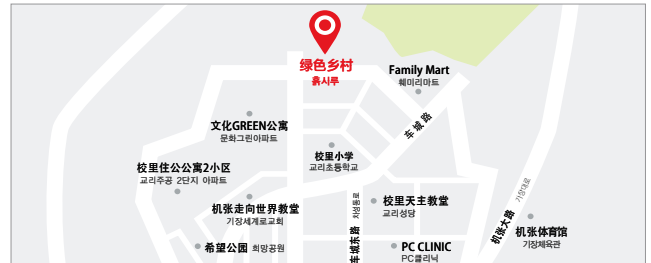 绿色乡村
흙시루
Family Mart
훼미리마트
车城路
文化GREEN公寓
문화그린아파트
校里小学
교리초등학교
校里住公公寓2小区
교리주공 2단지 아파트
机张走向世界教堂
기장세계로교회
차성동로
校里天主教堂
교리성당
机张大路 기장대로
机张体育馆
기장체육관
希望公园 희망공원
车城东路
PC CLINIC
PC클리닉